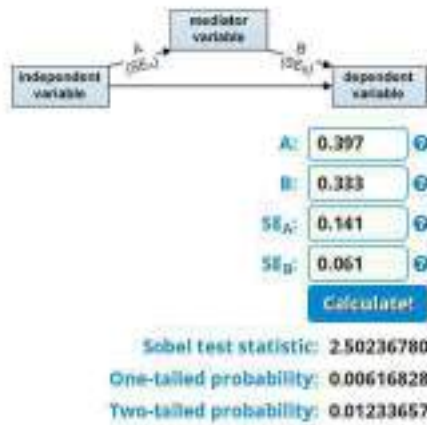 mediator
variable
A
(SEA)
B
(SEB)
independent
variable
dependent
variable
A: 0.397
B: 0.333
SEA: 0.141
SEB: 0.061
Calculate!
Sobel test statistic: 2.50236780
One-tailed probability: 0.00616828
Two-tailed probability: 0.01233657